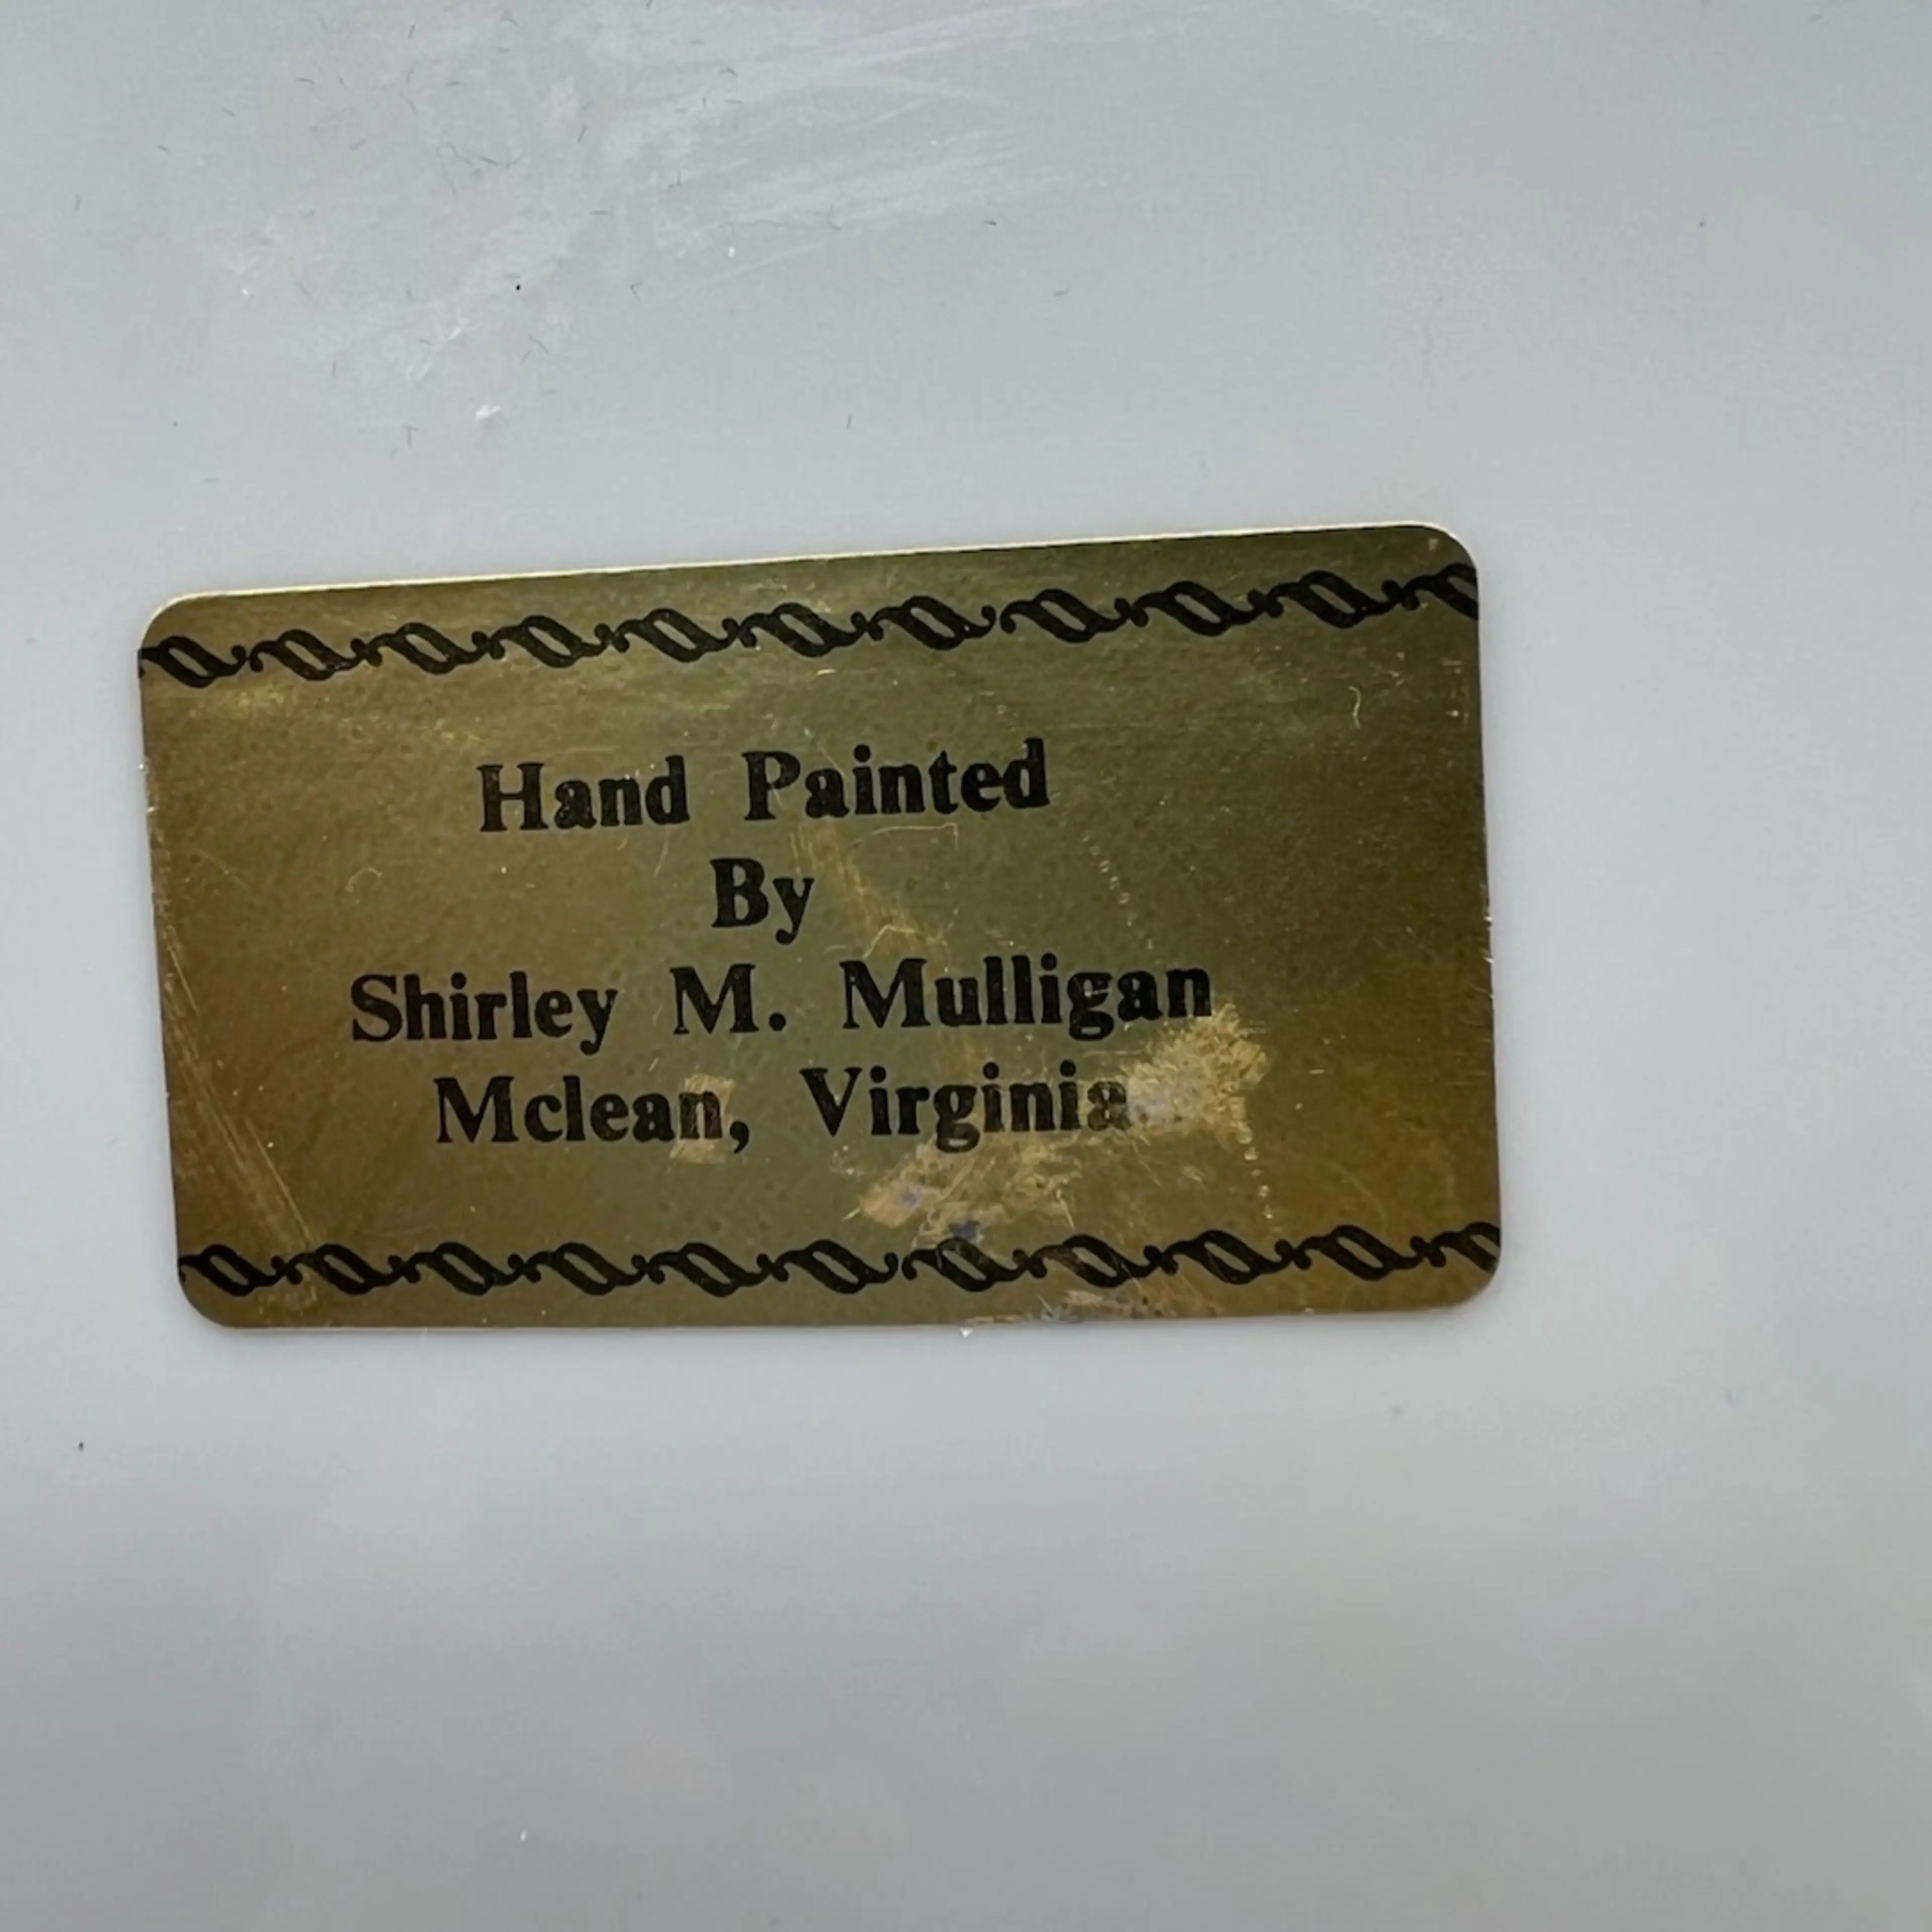 Hand Painted
By
Shirley M. Mulligan
Mclean, Virginia